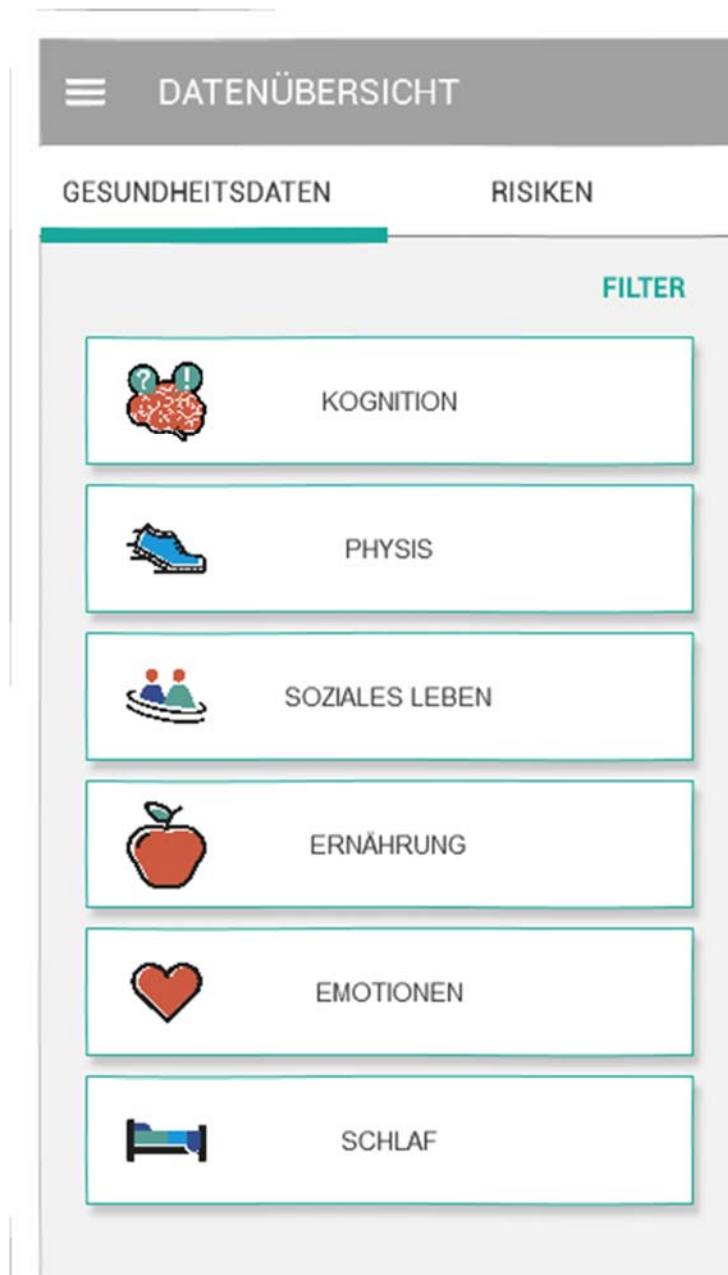 DATENÜBERSICHT
GESUNDHEITSDATEN RISIKEN
FILTER
? !
KOGNITION
PHYSIS
SOZIALES LEBEN
ERNÄHRUNG
EMOTIONEN
SCHLAF